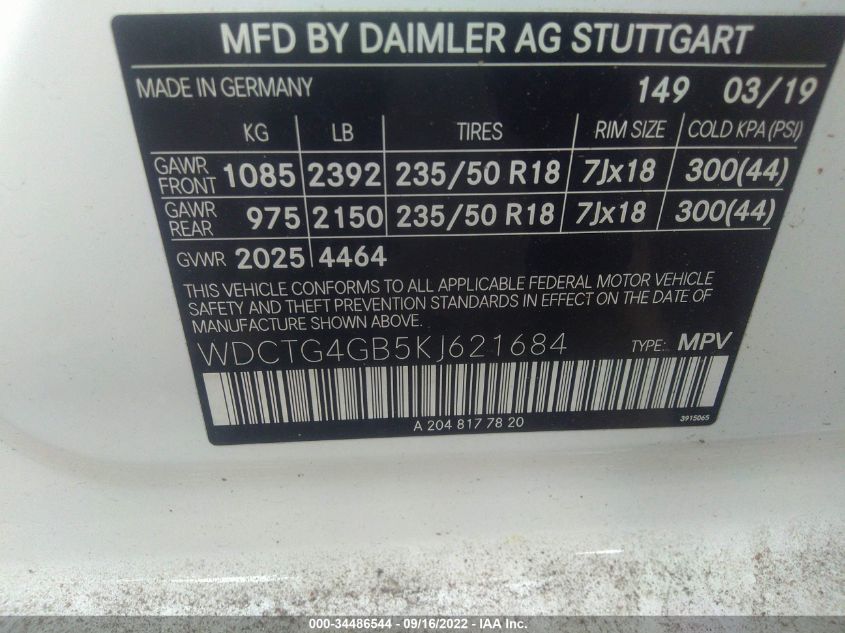 MFD BY DAIMLER AG STUTTGART
MADE IN GERMANY 149 03/19
KG LB TIRES RIM SIZE COLD KPA (PSI)
GAWR FRONT 1085 2392 235/50 R18 7Jx18 300(44)
GAWR REAR 975 2150 235/50 R18 7Jx18 300(44)
GVWR 2025 4464
THIS VEHICLE CONFORMS TO ALL APPLICABLE FEDERAL MOTOR VEHICLE
SAFETY AND THEFT PREVENTION STANDARDS IN EFFECT ON THE DATE OF
MANUFACTURE SHOWN ABOVE.
WDCTG4GB5KJ621684 TYPE: MPV
A 204 817 78 20 3915065
000-34486544 - 09/16/2022 - IAA Inc.